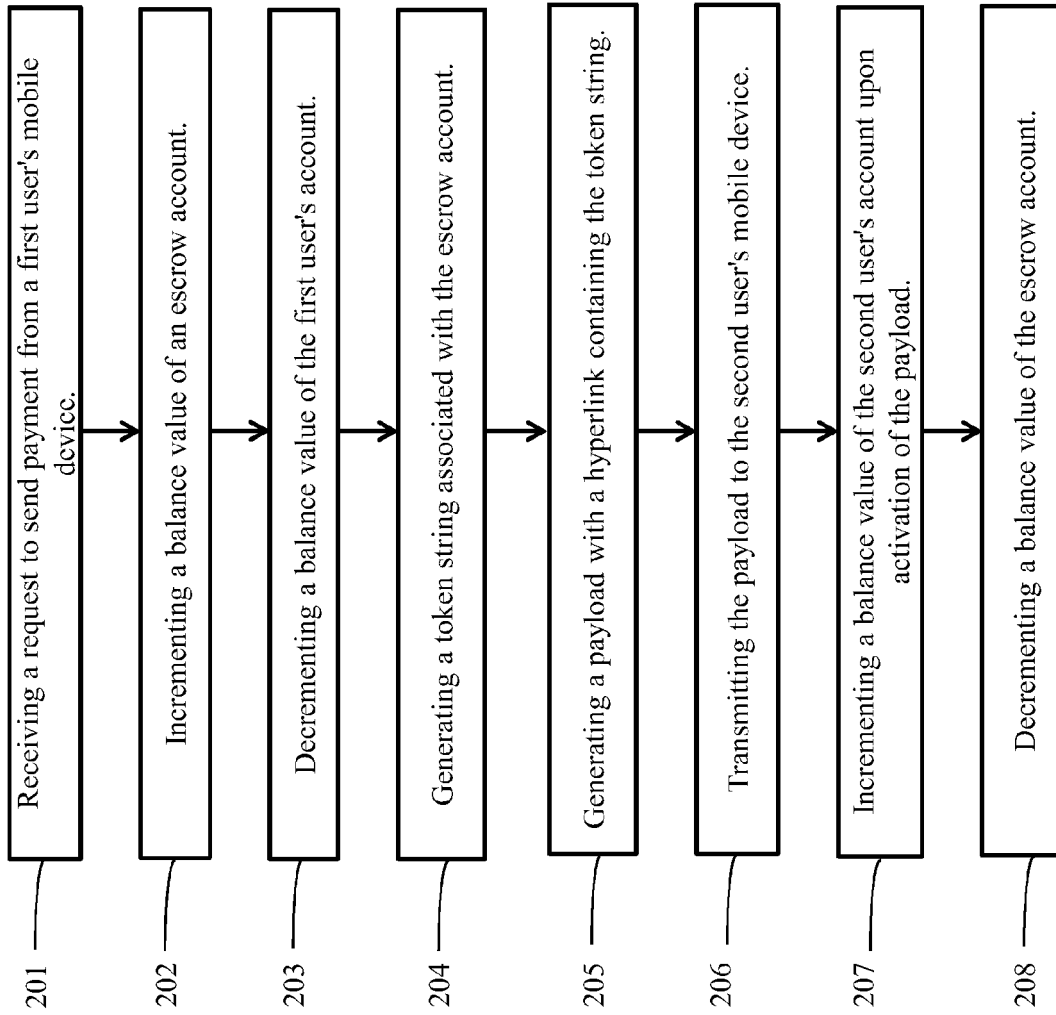 201
Receiving a request to send payment from a first user's mobile
device.
202
Incrementing a balance value of an escrow account.
203
Decrementing a balance value of the first user's account.
204
Generating a token string associated with the escrow account.
205
Generating a payload with a hyperlink containing the token string.
206
Transmitting the payload to the second user's mobile device.
207
Incrementing a balance value of the second user's account upon
activation of the payload.
208
Decrementing a balance value of the escrow account.